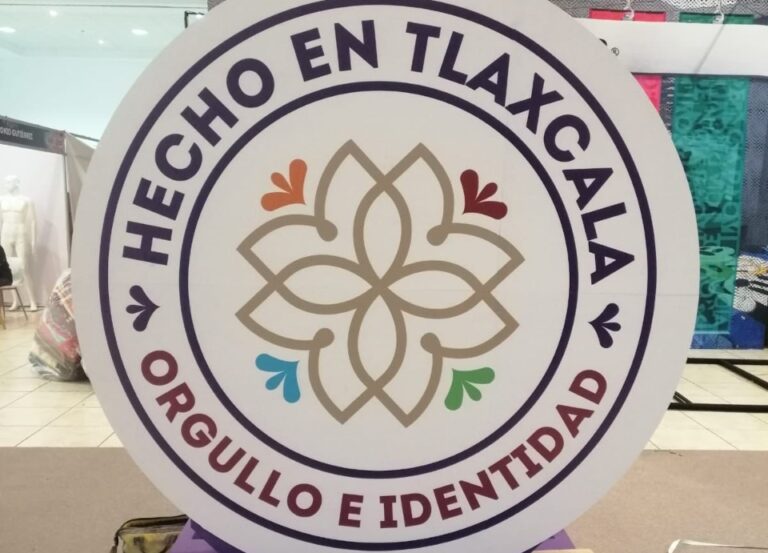 HECHO EN TLAXCALA
ORGULLO E IDENTIDAD